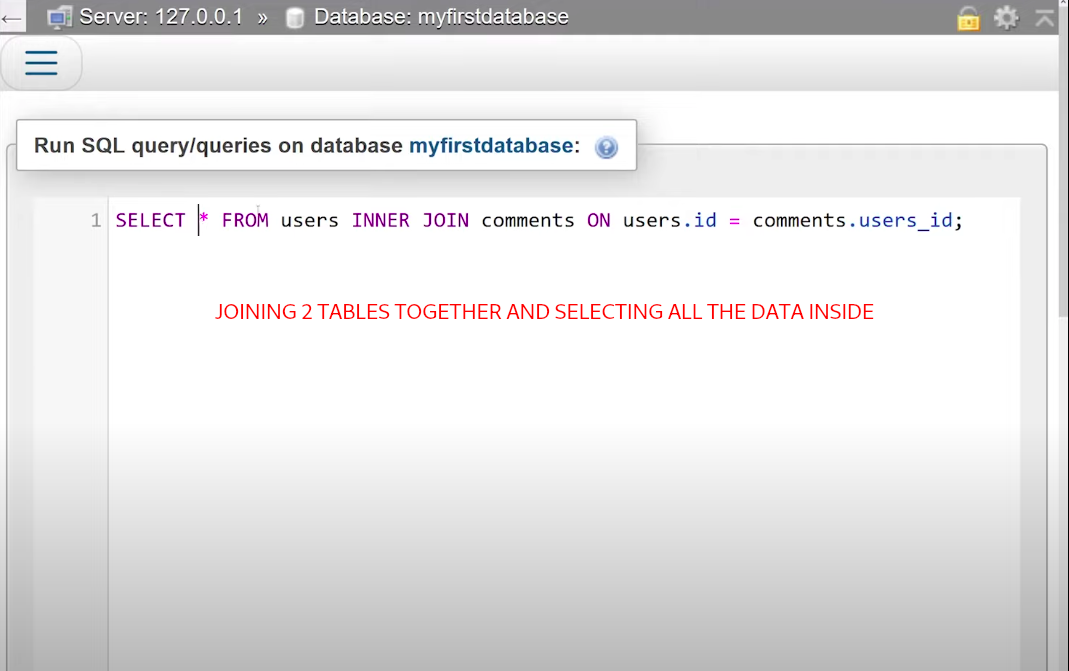 Server: 127.0.0.1 » Database: myfirstdatabase
Run SQL query/queries on database myfirstdatabase:
1 SELECT * FROM users INNER JOIN comments ON users.id = comments.users_id;
JOINING 2 TABLES TOGETHER AND SELECTING ALL THE DATA INSIDE